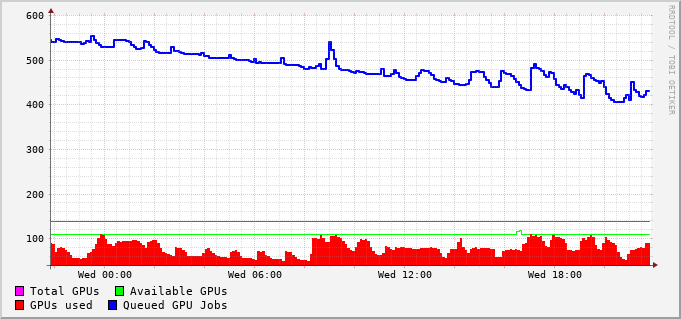 600
500
400
300
200
100
Wed 00:00 Wed 06:00 Wed 12:00 Wed 18:00
Total GPUs Available GPUs
GPUs used Queued GPU Jobs
RRDTOOL / TOBI OETIKER